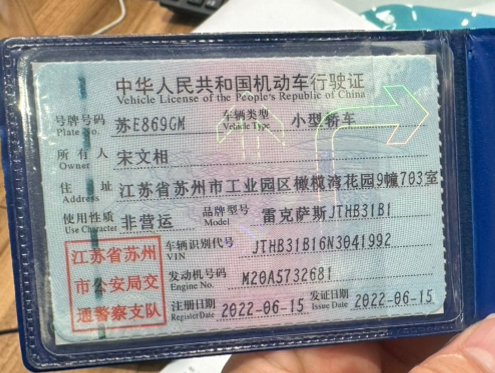 中华人民共和国机动车行驶证
Vehicle License of the People's Republic of China
号牌号码 苏E869GM 车辆类型 小型轿车
Plate No. Vehicle Type
所有人 宋文相
Owner
住址 江苏省苏州市工业园区橄榄湾花园9幢703室
Address
使用性质 非营运 品牌型号 雷克萨斯JTHB31B1
Use Character Model
江苏省苏州
市公安局交
通警察支队
车辆识别代号 JTHB31B16N3041992
VIN
发动机号码 M20A5732681
Engine No.
注册日期 2022-06-15 发证日期 2022-06-15
Register Date Issue Date